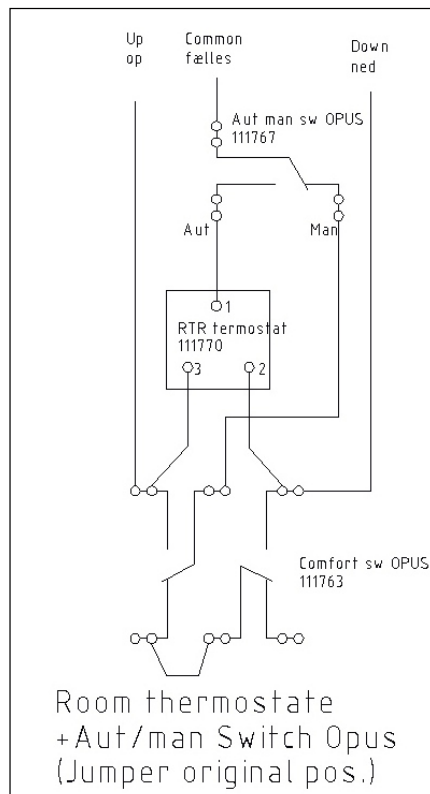 Up
op
Common
fælles
Down
ned
Aut man sw OPUS
111767
Aut
Man
1
RTR termostat
111770
3
2
Comfort sw OPUS
111763
Room thermostate
+Aut/man Switch Opus
(Jumper original pos.)